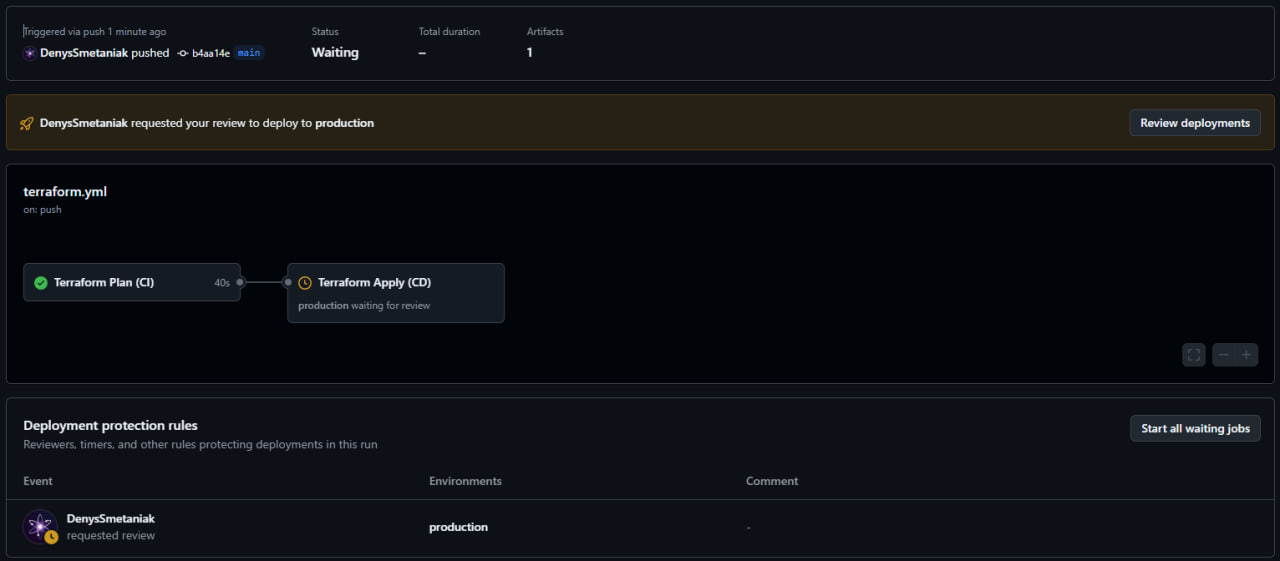 Triggered via push 1 minute ago
DenysSmetaniak pushed b4aa14e main
Status
Waiting
Total duration
–
Artifacts
1
DenysSmetaniak requested your review to deploy to production
Review deployments
terraform.yml
on: push
Terraform Plan (CI) 40s
Terraform Apply (CD)
production waiting for review
Deployment protection rules
Reviewers, timers, and other rules protecting deployments in this run
Start all waiting jobs
Event Environments Comment
DenysSmetaniak
requested review
production
-